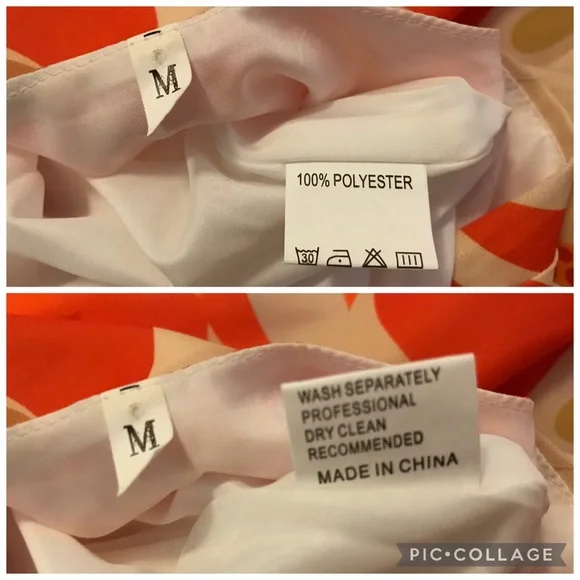 M
100% POLYESTER
30
M
WASH SEPARATELY
PROFESSIONAL
DRY CLEAN
RECOMMENDED
MADE IN CHINA
PIC•COLLAGE